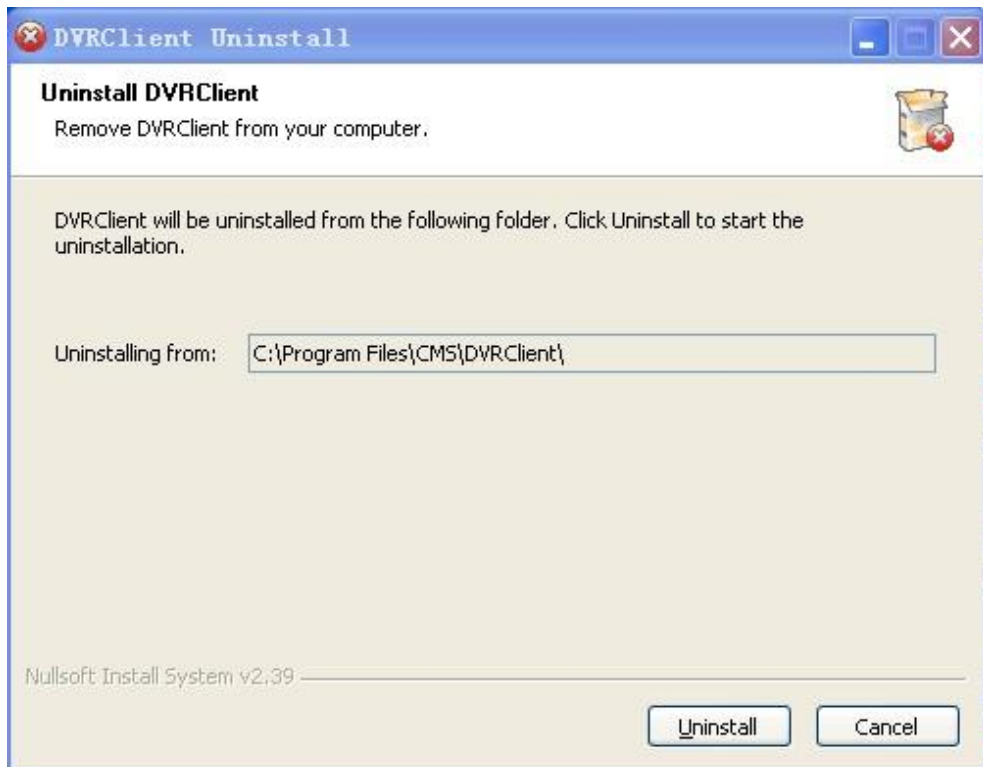 DVRClient Uninstall
Uninstall DVRClient
Remove DVRClient from your computer.
DVRClient will be uninstalled from the following folder. Click Uninstall to start the
uninstallation.
Uninstalling from: C:\Program Files\CMS\DVRClient\
Nullsoft Install System v2.39
Uninstall Cancel